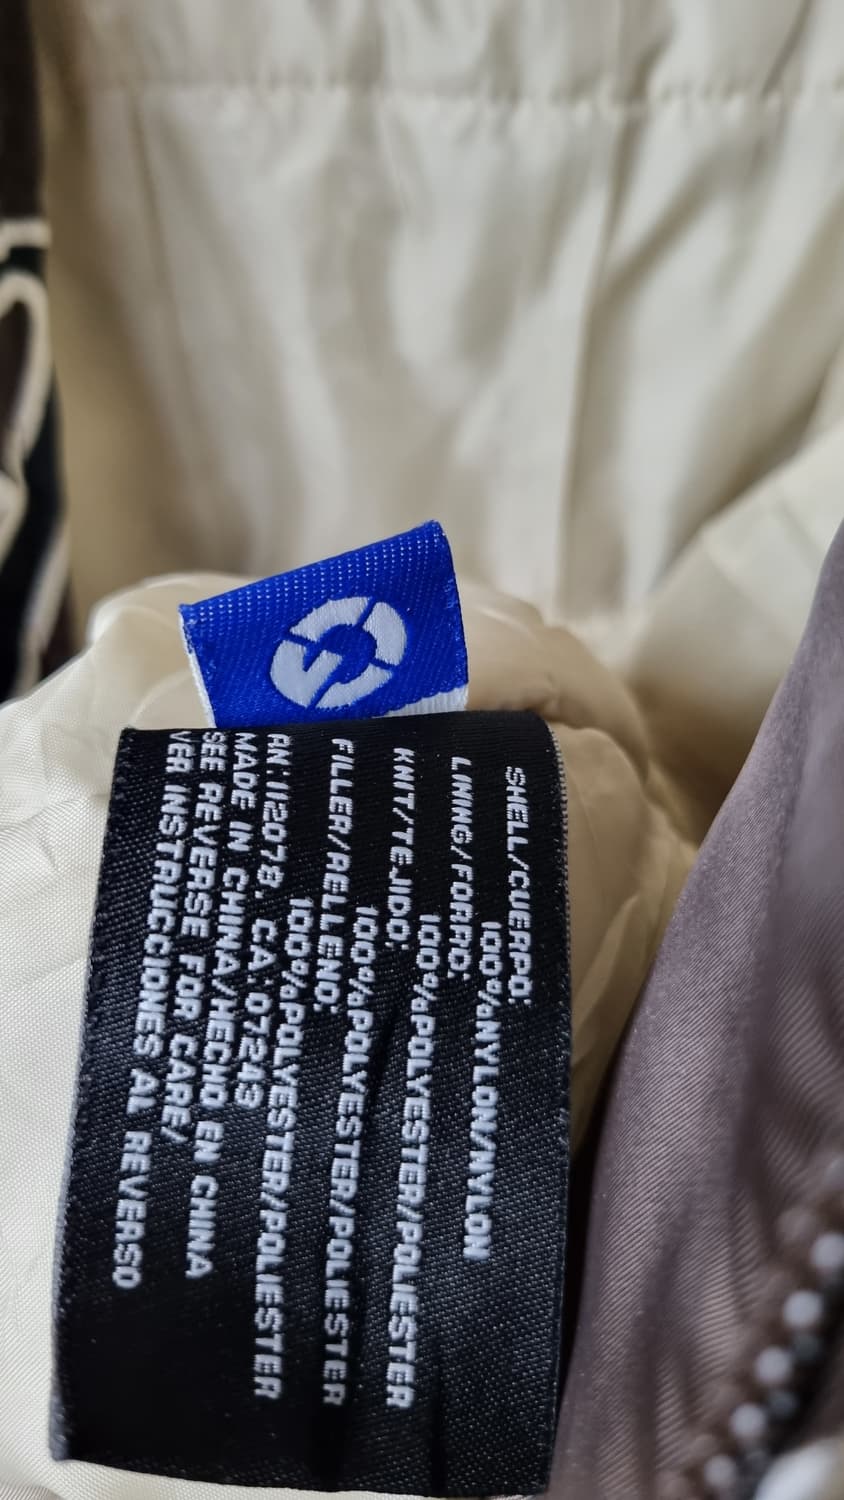 SHELL/CUERPO:
100%NYLON/NYLON
LINING/FORRO:
100%POLYESTER/POLIESTER
KNIT/TEJIDO:
100%POLYESTER/POLIESTER
FILLER/RELLENO:
100%POLYESTER/POLIESTER
RN: 112073, CA: 07243
MADE IN CHINA/HECHO EN CHINA
SEE REVERSE FOR CARE/
VER INSTRUCCIONES AL REVERSO